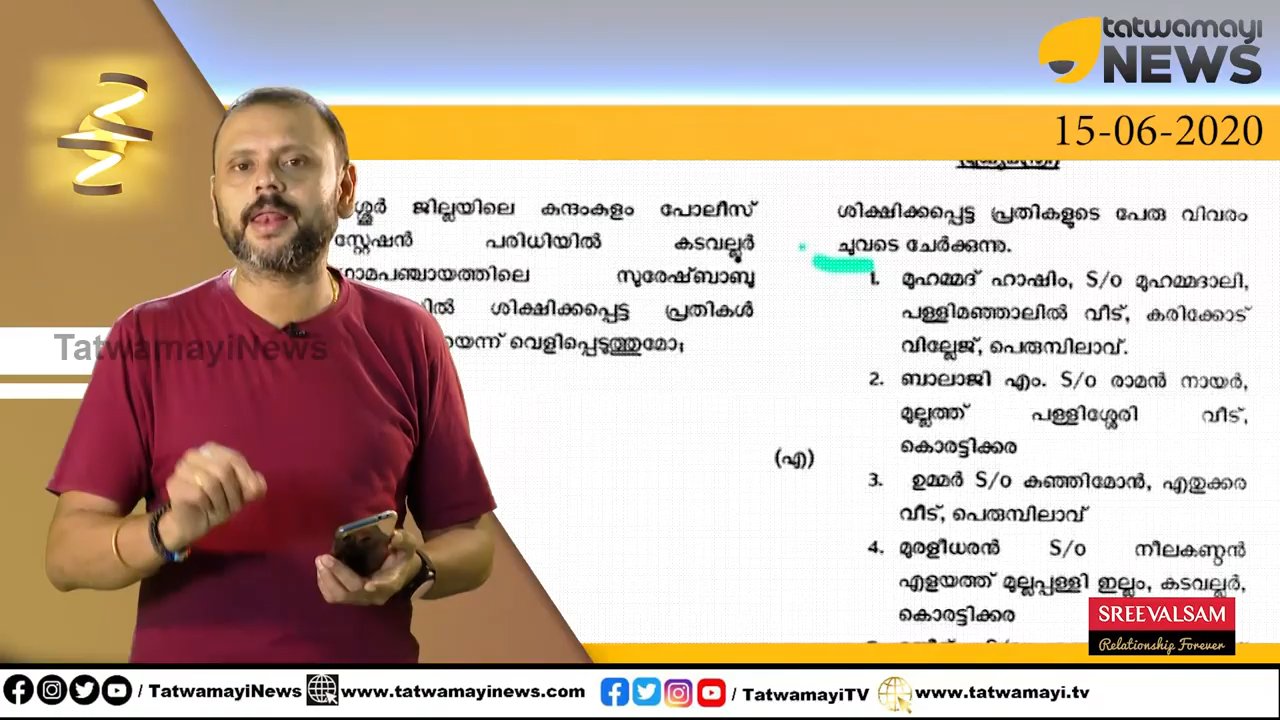 tatwamayi
NEWS
15-06-2020
ജില്ലയിലെ കുന്ദംകുളം പോലീസ്
സ്റ്റേഷൻ പരിധിയിൽ കടവല്ലൂർ
ഗ്രാമപഞ്ചായത്തിലെ സുരേഷ്ബാബു
ശിക്ഷിക്കപ്പെട്ട പ്രതികൾ
വെളിപ്പെടുത്തുമോ;
TatwamayiNews
ശിക്ഷിക്കപ്പെട്ട പ്രതികളുടെ പേരു വിവരം
ചുവടെ ചേർക്കുന്നു.
1. മുഹമ്മദ് ഹാഷിം, S/o മുഹമ്മദാലി,
പള്ളിമഞ്ഞാലിൽ വീട്, കരിക്കോട്
വില്ലേജ്, പെരുമ്പിലാവ്.
2. ബാലാജി എം. S/o രാമൻ നായർ,
മുല്ലത്ത് പള്ളിശ്ശേരി വീട്,
കൊരട്ടിക്കര
(എ)
3. ഉമ്മർ S/o കുഞ്ഞിമോൻ, എതുക്കര
വീട്, പെരുമ്പിലാവ്
4. മുരളീധരൻ S/o നീലകണ്ഠൻ
എളയത്ത് മുല്ലപ്പള്ളി ഇല്ലം, കടവല്ലൂർ,
കൊരട്ടിക്കര
SREEVALSAM
Relationship Forever
/ TatwamayiNews www.tatwamayinews.com / TatwamayiTV www.tatwamayi.tv